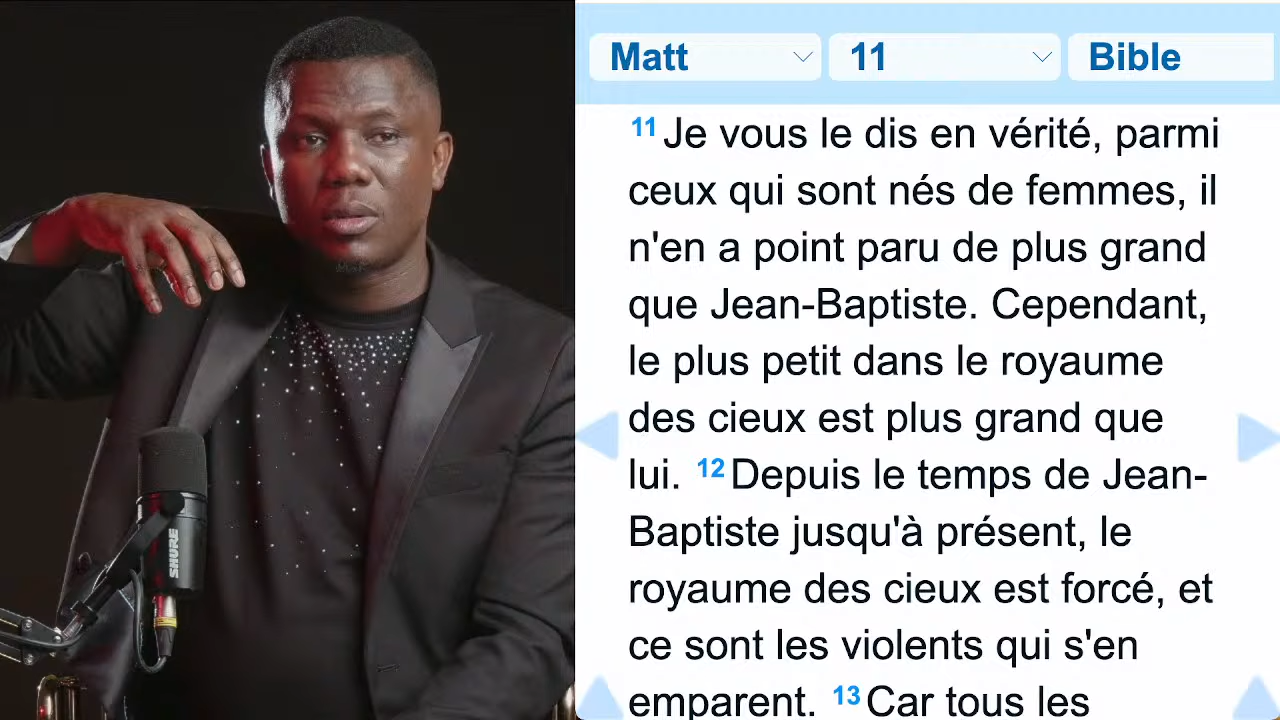 Matt
11
Bible
11 Je vous le dis en vérité, parmi
ceux qui sont nés de femmes, il
n'en a point paru de plus grand
que Jean-Baptiste. Cependant,
le plus petit dans le royaume
des cieux est plus grand que
lui. 12 Depuis le temps de Jean-
Baptiste jusqu'à présent, le
royaume des cieux est forcé, et
ce sont les violents qui s'en
emparent. 13 Car tous les
SHURE